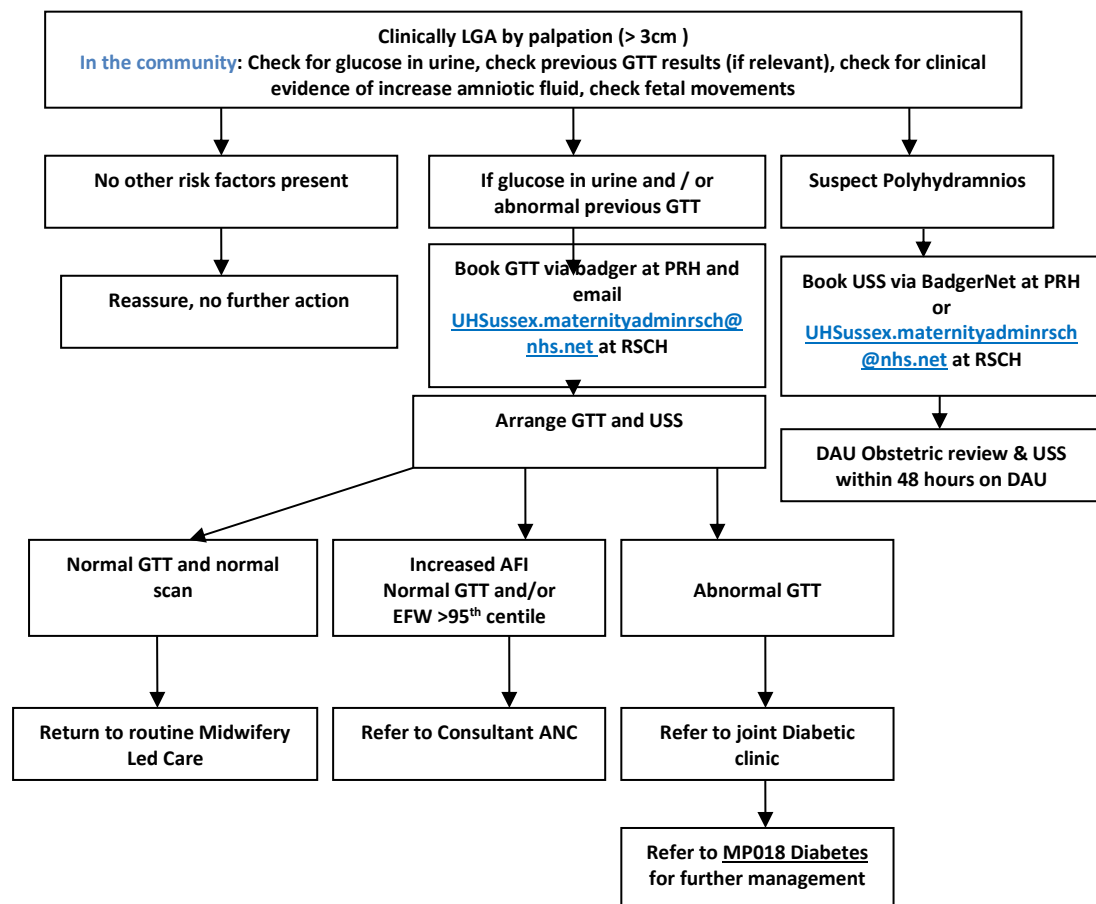 Clinically LGA by palpation (> 3cm )
In the community: Check for glucose in urine, check previous GTT results (if relevant), check for clinical
evidence of increase amniotic fluid, check fetal movements
No other risk factors present
If glucose in urine and / or
abnormal previous GTT
Suspect Polyhydramnios
Reassure, no further action
Book GTT via badger at PRH and
email
UHSussex.maternityadminrsch@
nhs.net at RSCH
Book USS via BadgerNet at PRH
or
UHSussex.maternityadminrsch
@nhs.net at RSCH
Arrange GTT and USS
DAU Obstetric review & USS
within 48 hours on DAU
Normal GTT and normal
scan
Increased AFI
Normal GTT and/or
EFW >95th centile
Abnormal GTT
Return to routine Midwifery
Led Care
Refer to Consultant ANC
Refer to joint Diabetic
clinic
Refer to MP018 Diabetes
for further management